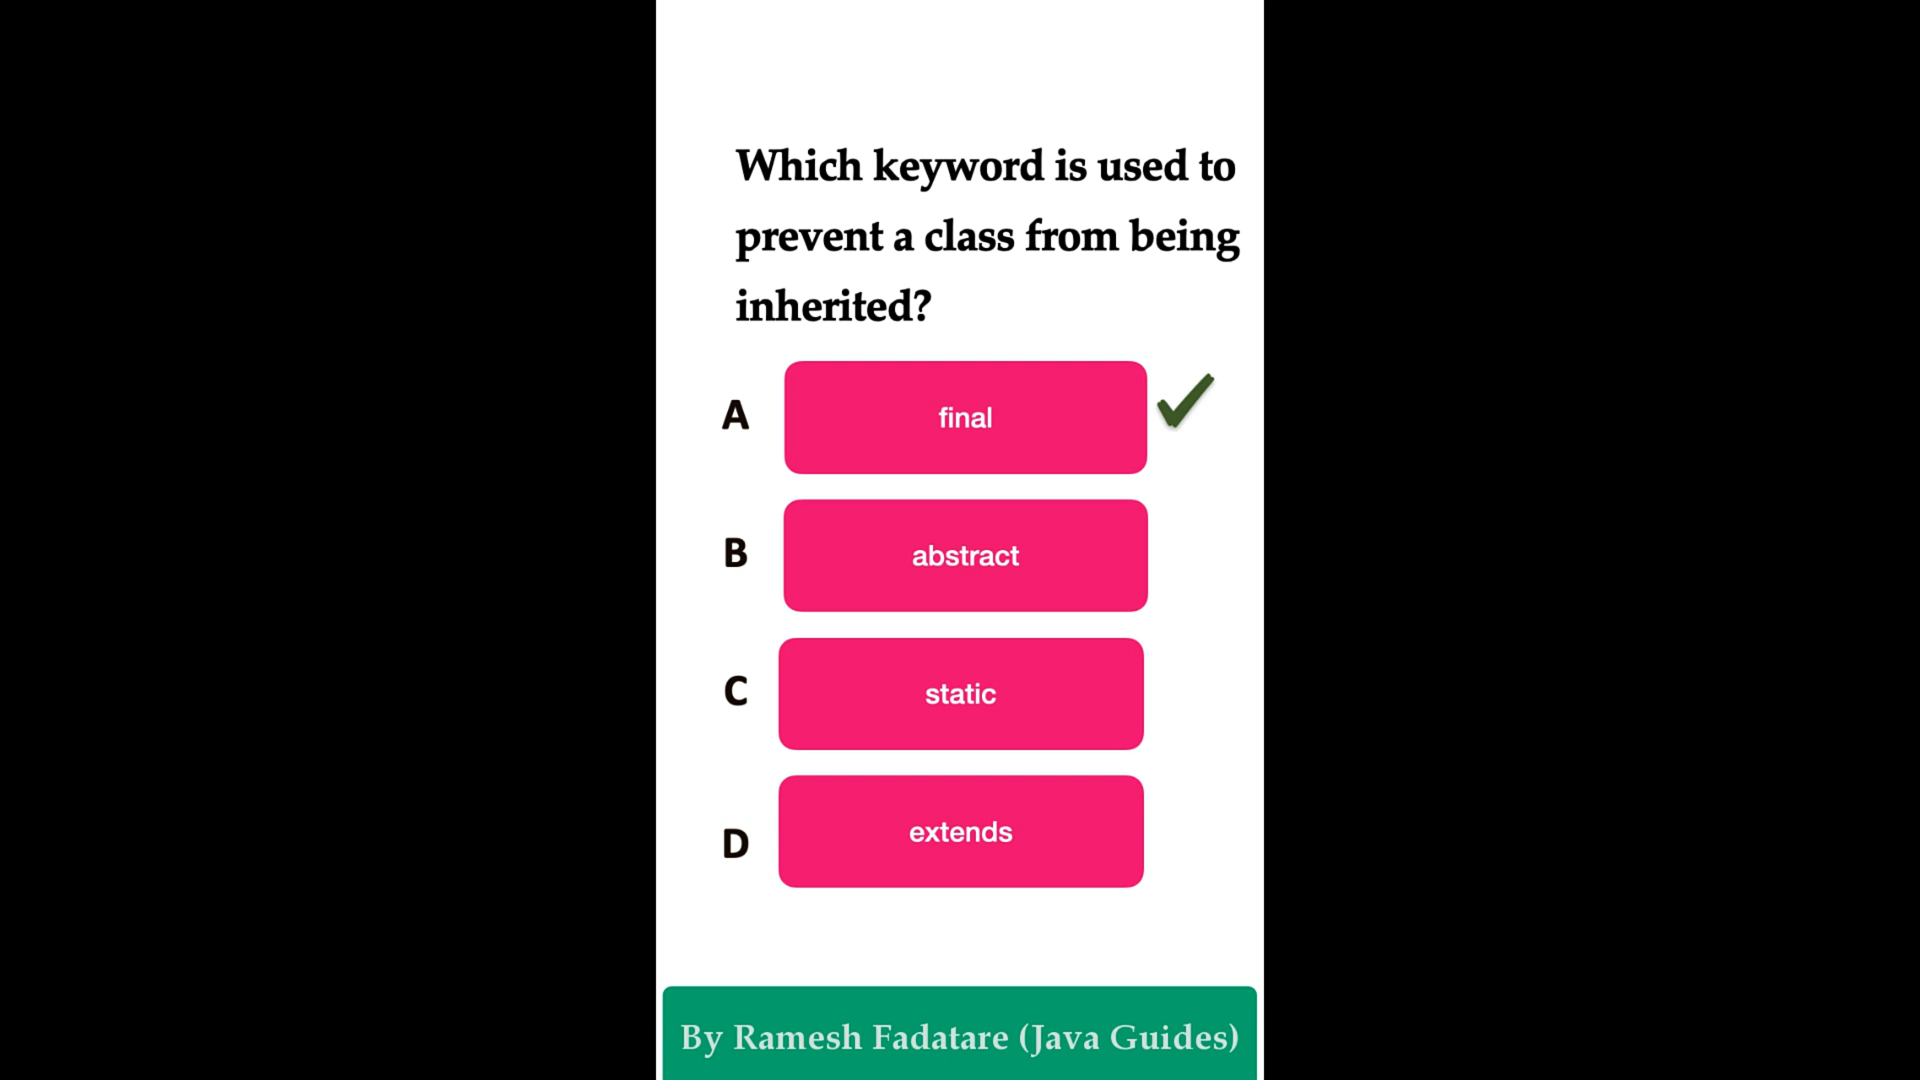 Which keyword is used to
prevent a class from being
inherited?
A final
B abstract
C static
D extends
By Ramesh Fadatare (Java Guides)